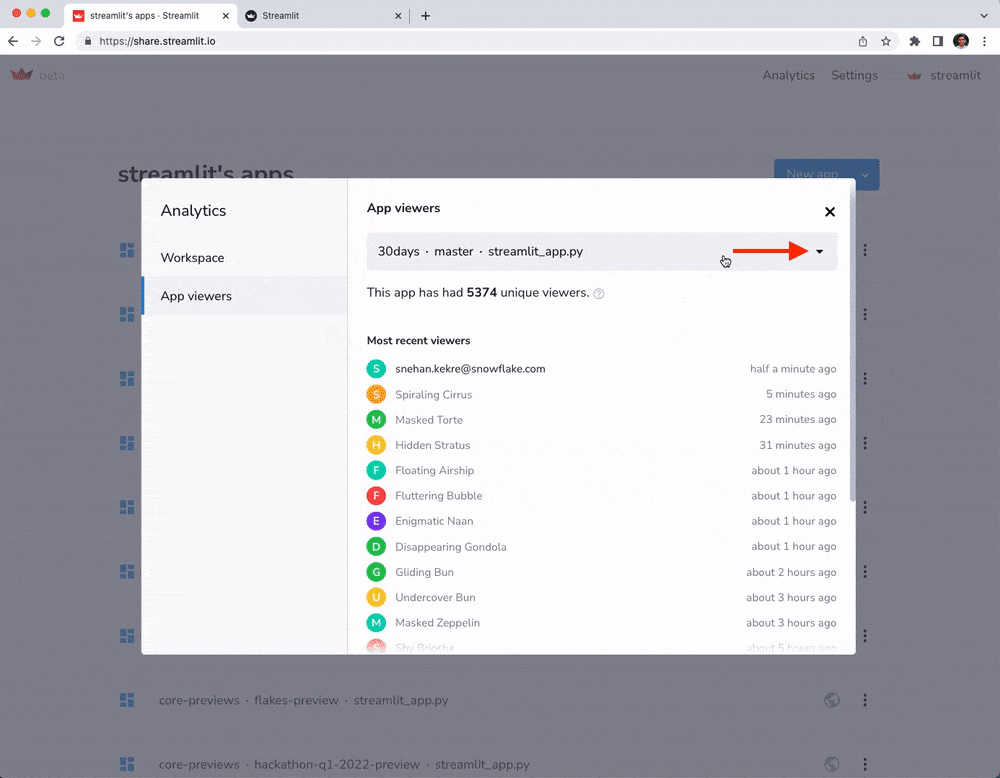 streamlit's apps · Streamlit
Streamlit
https://share.streamlit.io
beta
Analytics
Settings
streamlit
streamlit's apps
New app
Analytics
Workspace
App viewers
App viewers
30days · master · streamlit_app.py
This app has had 5374 unique viewers.
Most recent viewers
S snehan.kekre@snowflake.com half a minute ago
S Spiraling Cirrus 5 minutes ago
M Masked Torte 23 minutes ago
H Hidden Stratus 31 minutes ago
F Floating Airship about 1 hour ago
F Fluttering Bubble about 1 hour ago
E Enigmatic Naan about 1 hour ago
D Disappearing Gondola about 1 hour ago
G Gliding Bun about 2 hours ago
U Undercover Bun about 3 hours ago
M Masked Zeppelin about 3 hours ago
S Shy Brioche about 5 hours ago
core-previews · flakes-preview · streamlit_app.py
core-previews · hackathon-q1-2022-preview · streamlit_app.py